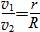 v₁/v₂ = r/R